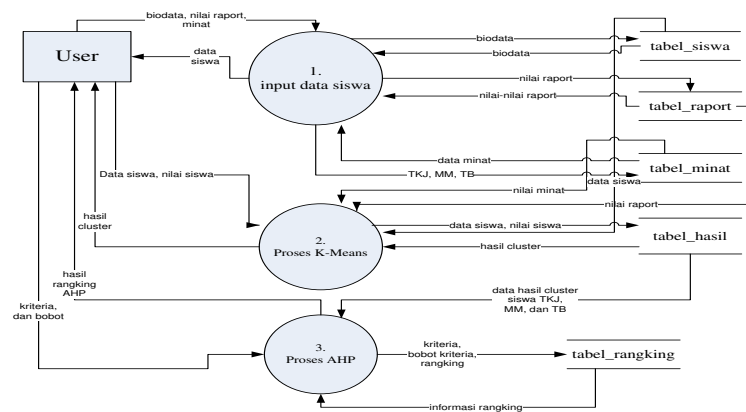 biodata, nilai raport,
minat
User
data
siswa
1.
input data siswa
biodata
biodata
tabel_siswa
nilai raport
nilai-nilai raport
tabel_raport
data minat
TKJ, MM, TB
tabel_minat
data siswa
nilai minat
Data siswa, nilai siswa
nilai raport
hasil
cluster
2.
Proses K-Means
data siswa, nilai siswa
hasil cluster
tabel_hasil
hasil
rangking
AHP
kriteria,
dan bobot
data hasil cluster
siswa TKJ,
MM, dan TB
3.
Proses AHP
kriteria,
bobot kriteria,
rangking
tabel_rangking
informasi rangking